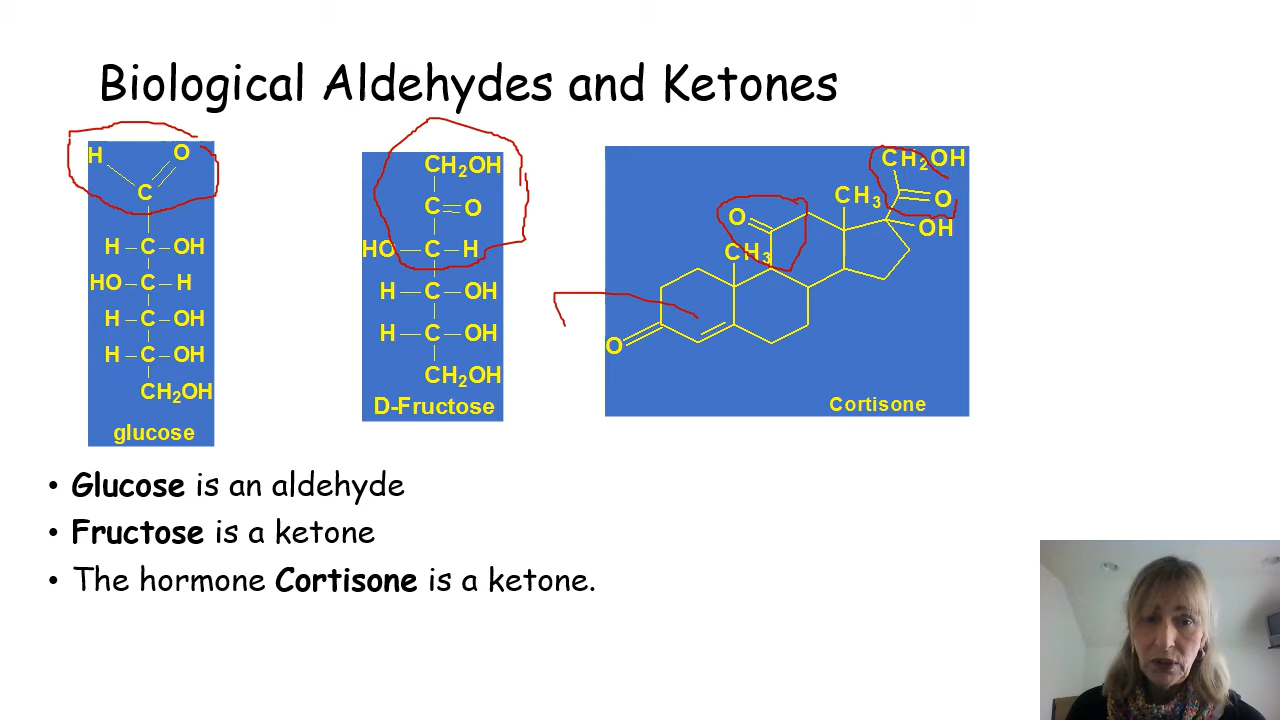 Biological Aldehydes and Ketones
H O
C
H – C – OH
HO – C – H
H – C – OH
H – C – OH
CH2OH
glucose
CH2OH
C = O
HO — C — H
H — C — OH
H — C — OH
CH2OH
D-Fructose
CH2OH
CH3 O
O OH
CH3
O
Cortisone
• Glucose is an aldehyde
• Fructose is a ketone
• The hormone Cortisone is a ketone.